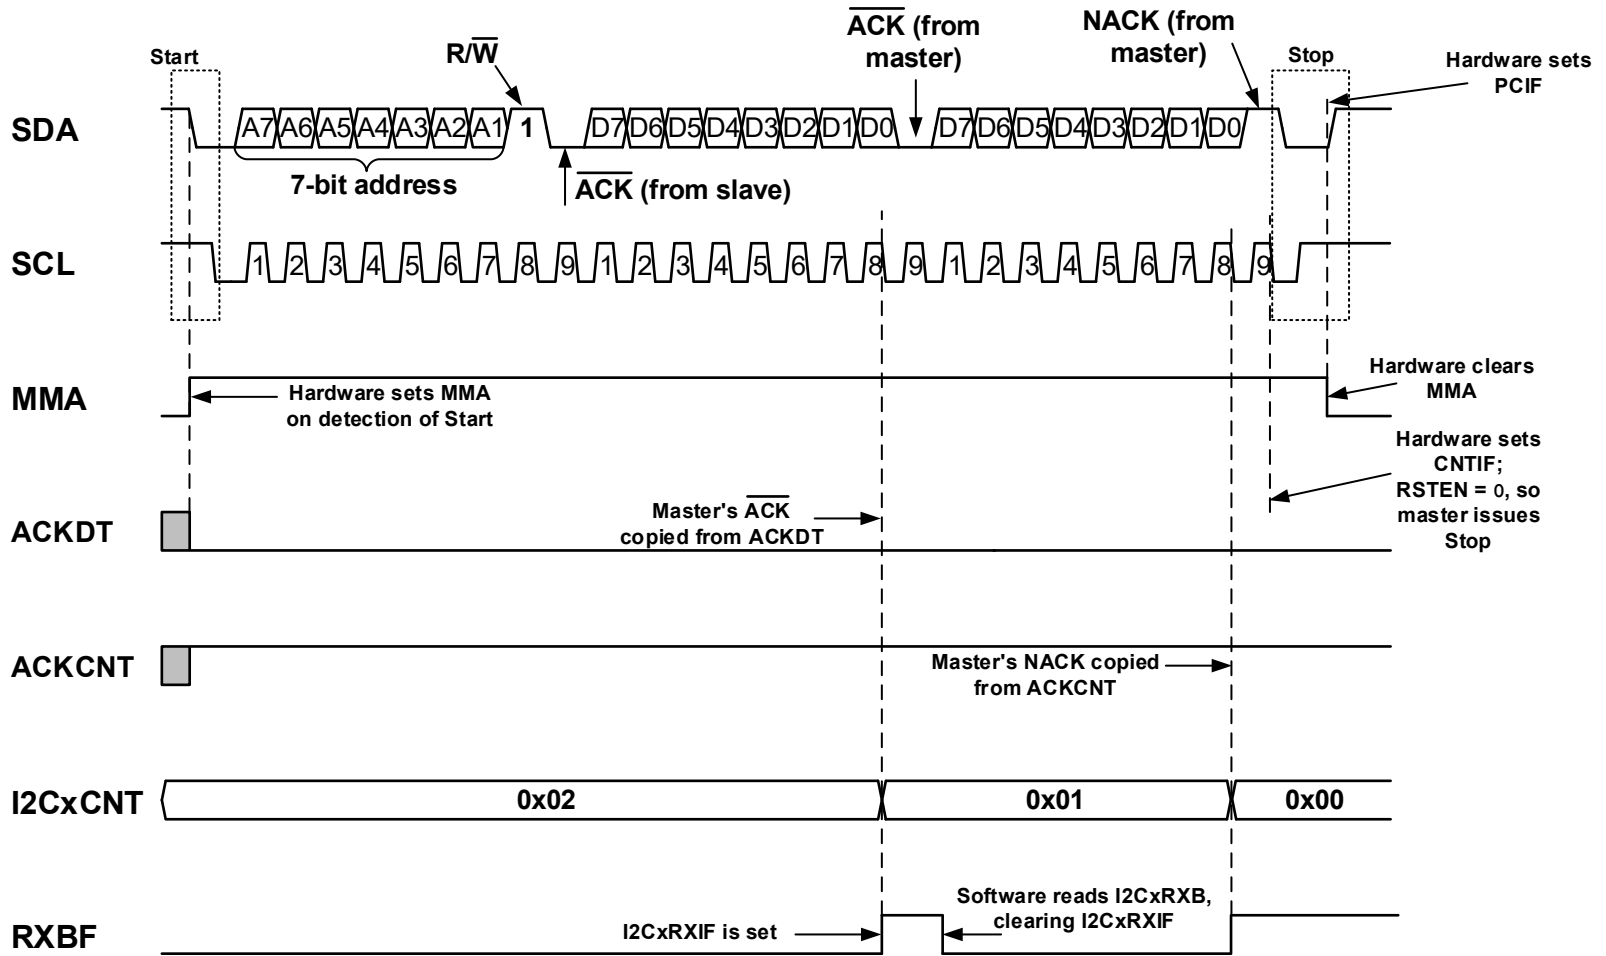 Start
R/W
ACK (from
master)
NACK (from
master)
Stop
Hardware sets
PCIF
SDA
A7 A6 A5 A4 A3 A2 A1 1 D7 D6 D5 D4 D3 D2 D1 D0 D7 D6 D5 D4 D3 D2 D1 D0
7-bit address
ACK (from slave)
SCL
1 2 3 4 5 6 7 8 9 1 2 3 4 5 6 7 8 9 1 2 3 4 5 6 7 8 9
MMA
Hardware sets MMA
on detection of Start
Hardware clears
MMA
Hardware sets
CNTIF;
RSTEN = 0, so
master issues
Stop
ACKDT
Master's ACK
copied from ACKDT
ACKCNT
Master's NACK copied
from ACKCNT
I2CxCNT
0x02
0x01
0x00
RXBF
I2CxRXIF is set
Software reads I2CxRXB,
clearing I2CxRXIF